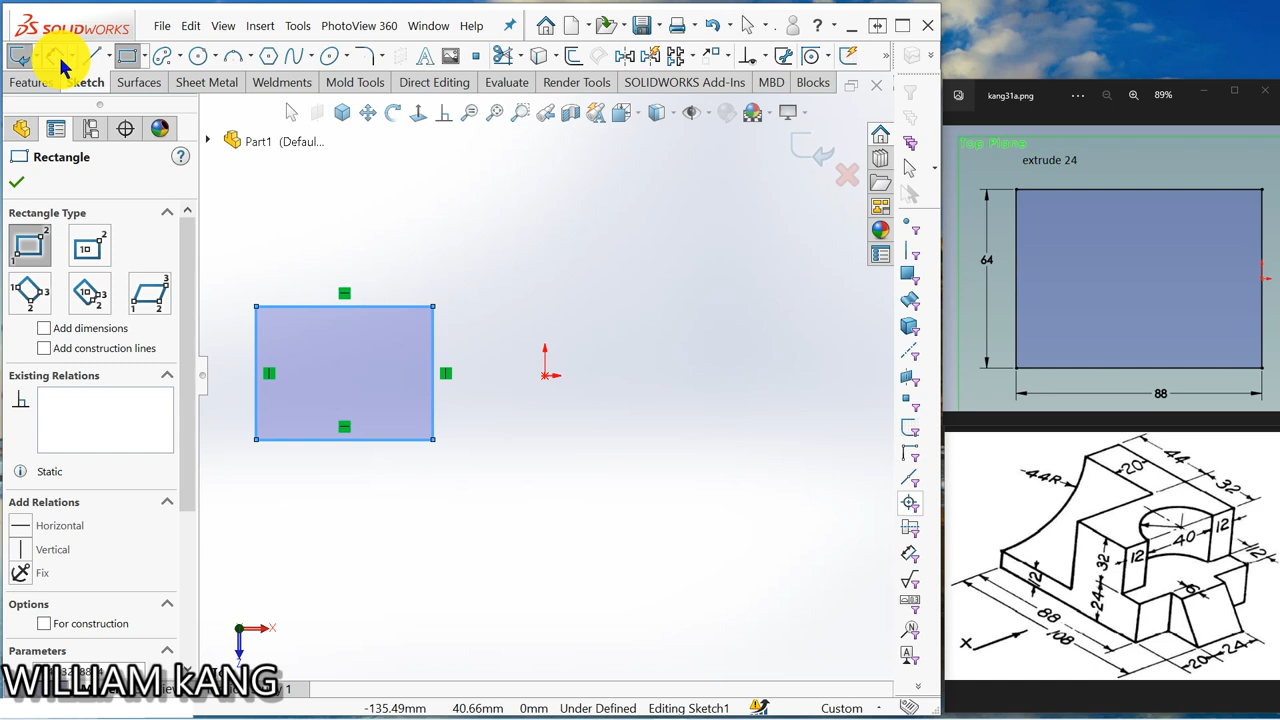 SOLIDWORKS File Edit View Insert Tools PhotoView 360 Window Help
Features Sketch Surfaces Sheet Metal Weldments Mold Tools Direct Editing Evaluate Render Tools SOLIDWORKS Add-Ins MBD Blocks
Part1 (Defaul...
Rectangle
Rectangle Type
Add dimensions
Add construction lines
Existing Relations
Static
Add Relations
Horizontal
Vertical
Fix
Options
For construction
Parameters
X
WILLIAM kANG
-135.49mm 40.66mm 0mm Under Defined Editing Sketch1 Custom
kang31a.png 89%
Top Plane
extrude 24
64
88
20
44
32
44R
12
40
12
12
32
12
24
6
88
108
X
20
24